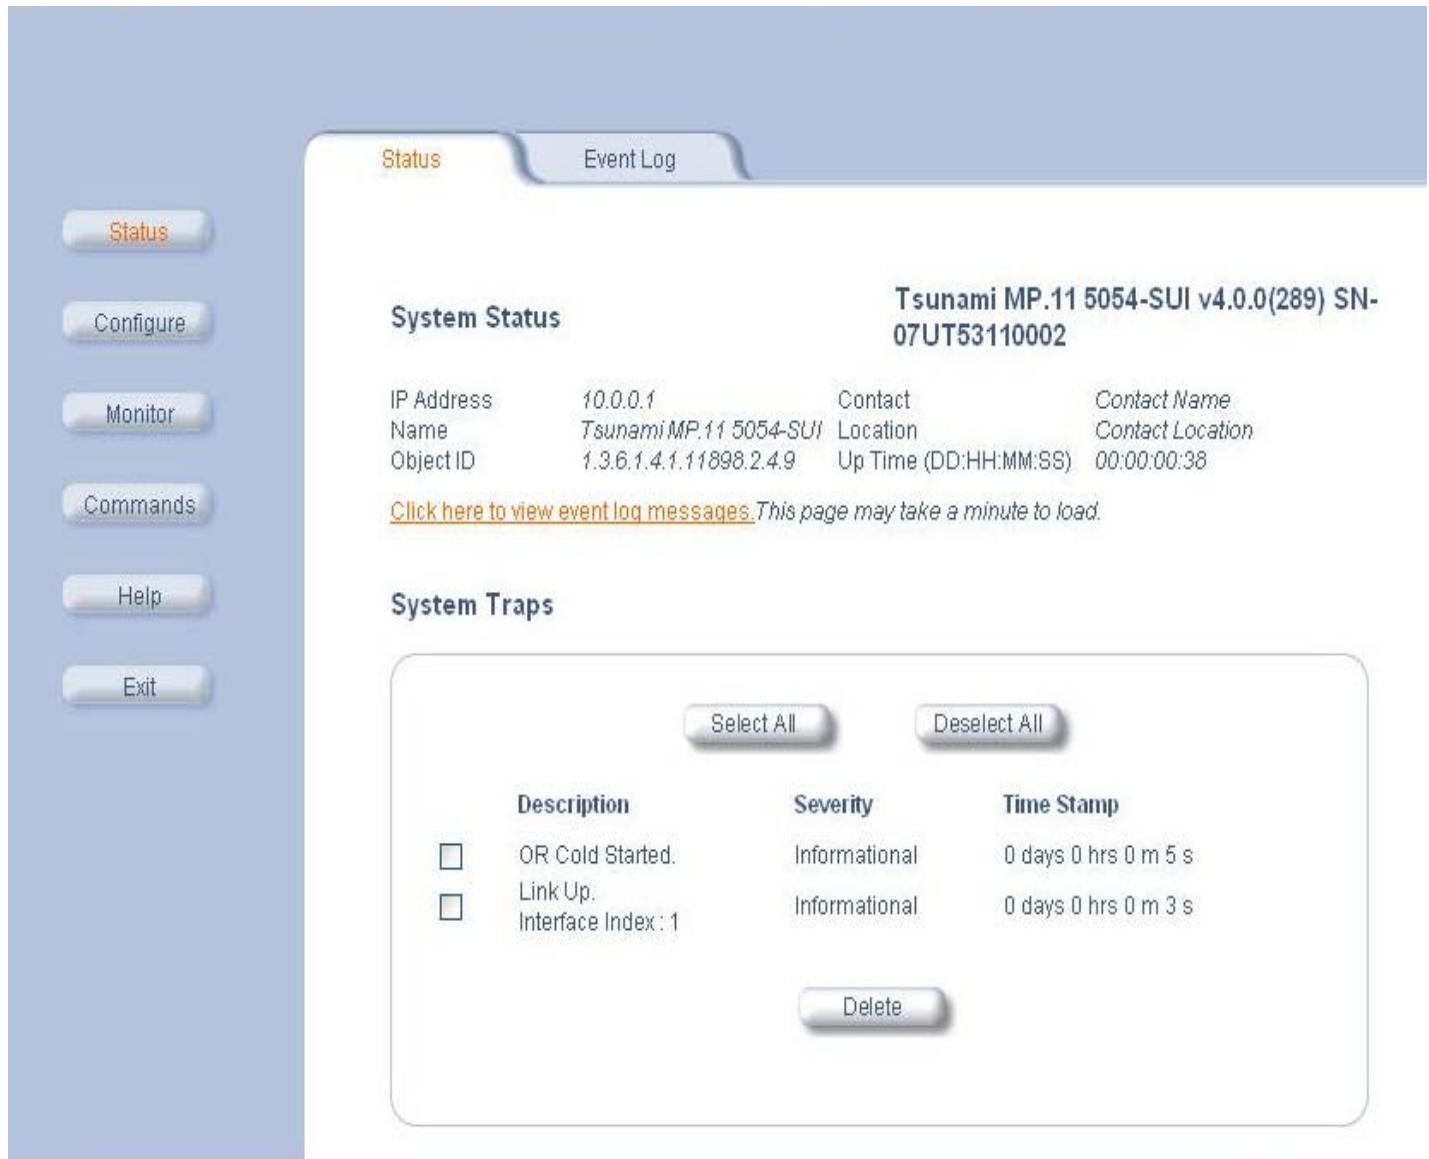 Status
Event Log
Status
Configure
Monitor
Commands
Help
Exit
System Status
Tsunami MP.11 5054-SUI v4.0.0(289) SN-
07UT53110002
IP Address 10.0.0.1 Contact Contact Name
Name Tsunami MP.11 5054-SUI Location Contact Location
Object ID 1.3.6.1.4.1.11898.2.4.9 Up Time (DD:HH:MM:SS) 00:00:00:38
Click here to view event log messages.This page may take a minute to load.
System Traps
Select All Deselect All
Description Severity Time Stamp
OR Cold Started. Informational 0 days 0 hrs 0 m 5 s
Link Up.
Interface Index : 1 Informational 0 days 0 hrs 0 m 3 s
Delete